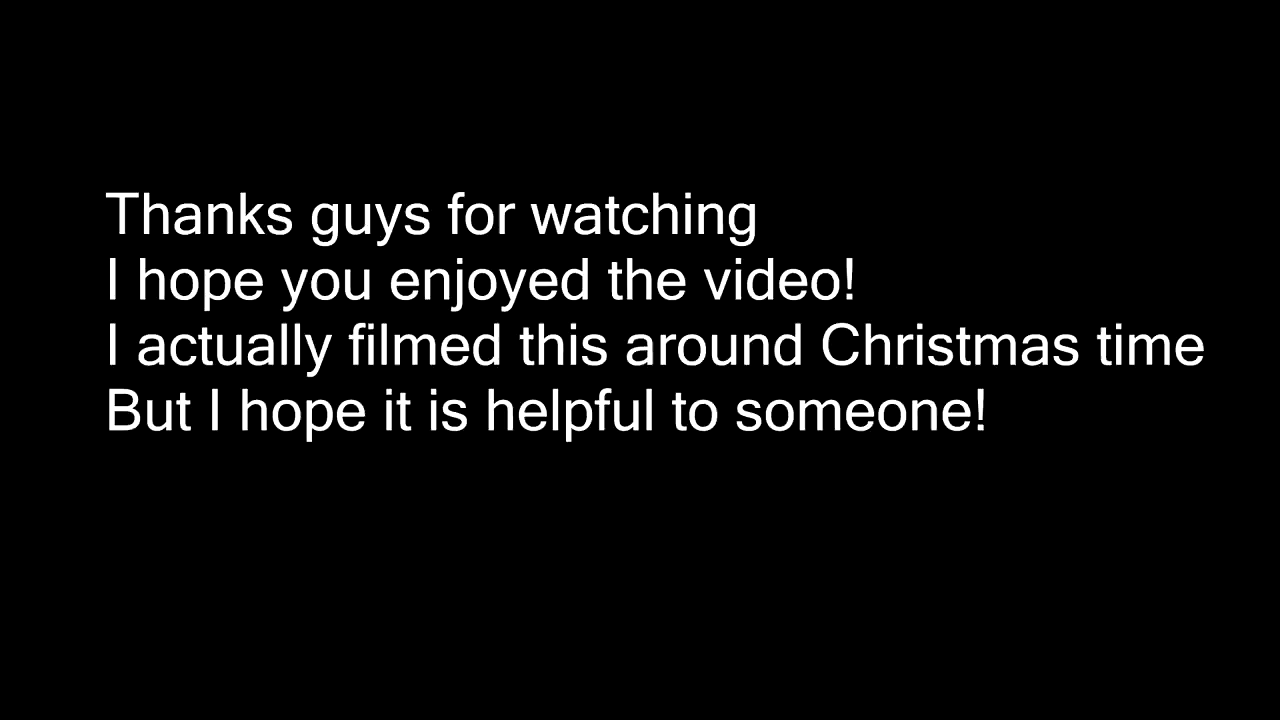 Thanks guys for watching
I hope you enjoyed the video!
I actually filmed this around Christmas time
But I hope it is helpful to someone!